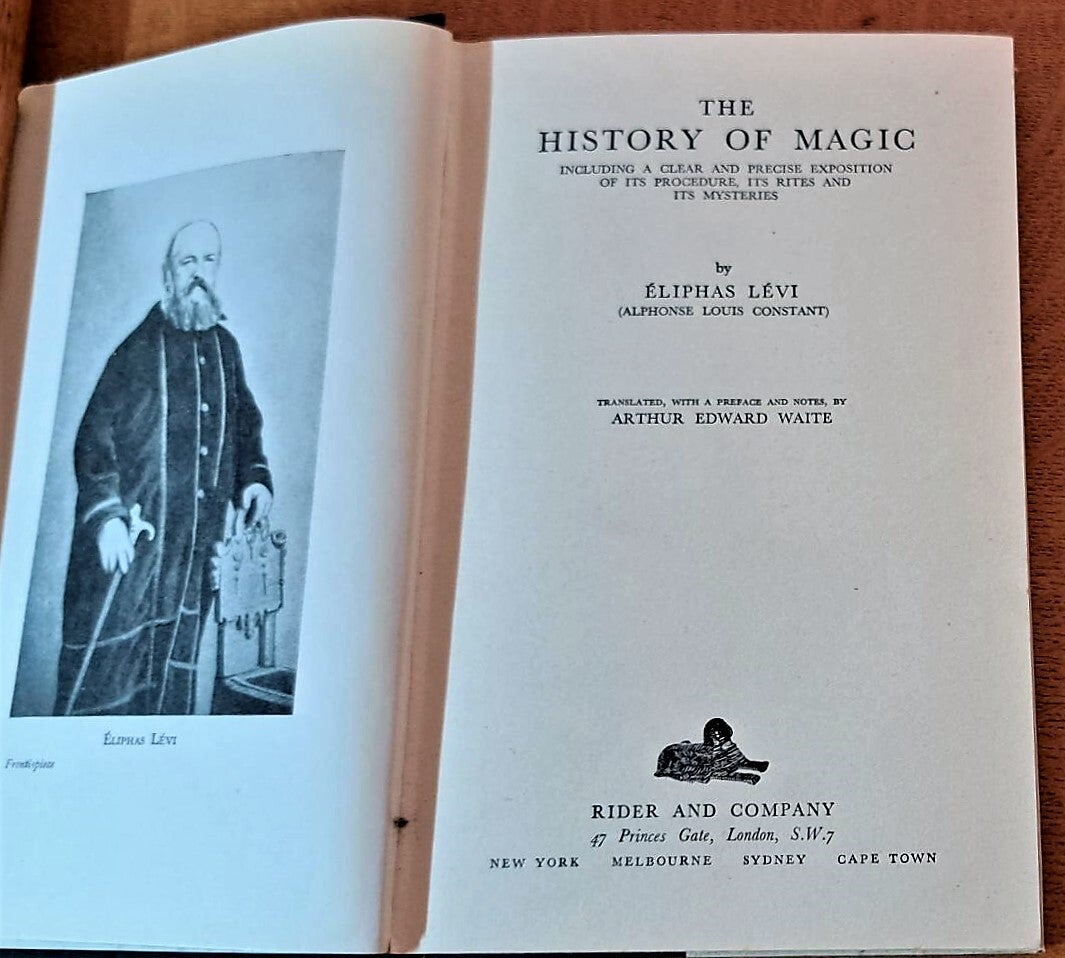 ÉLIPHAS LÉVI
Frontispiece
THE
HISTORY OF MAGIC
INCLUDING A CLEAR AND PRECISE EXPOSITION
OF ITS PROCEDURE, ITS RITES AND
ITS MYSTERIES
by
ÉLIPHAS LÉVI
(ALPHONSE LOUIS CONSTANT)
TRANSLATED, WITH A PREFACE AND NOTES, BY
ARTHUR EDWARD WAITE
RIDER AND COMPANY
47 Princes Gate, London, S.W.7
NEW YORK MELBOURNE SYDNEY CAPE TOWN